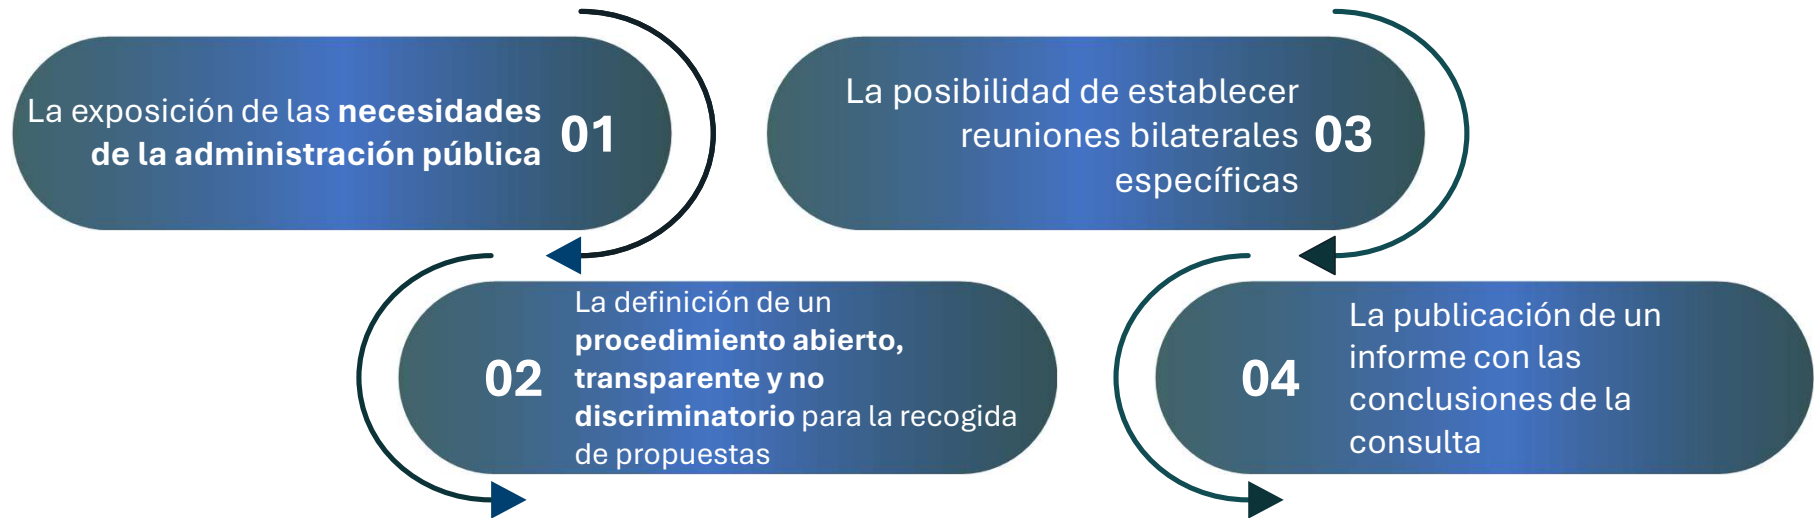 La exposición de las necesidades
de la administración pública
01
02
La definición de un
procedimiento abierto,
transparente y no
discriminatorio para la recogida
de propuestas
La posibilidad de establecer
reuniones bilaterales
específicas
03
04
La publicación de un
informe con las
conclusiones de la
consulta